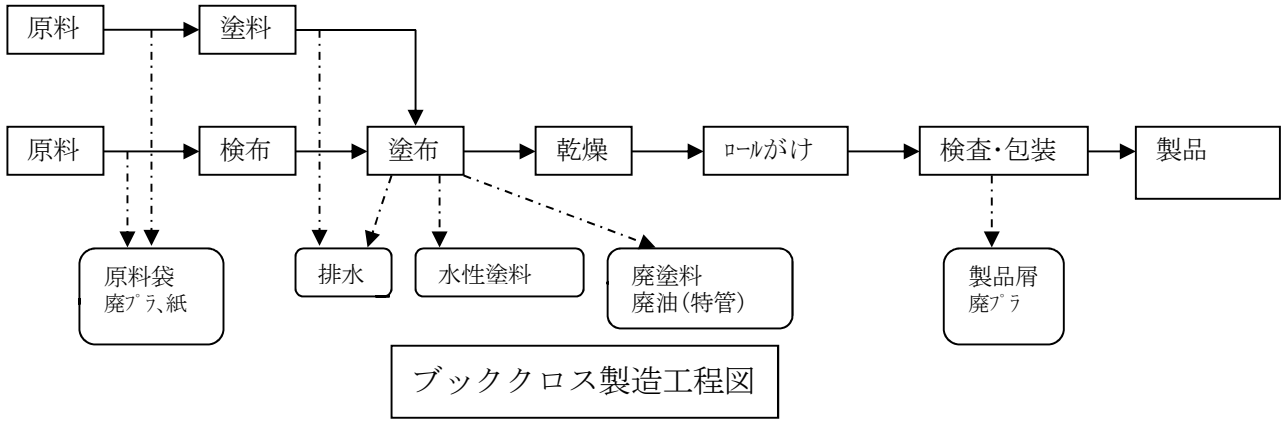 原料
塗料
原料
検布
塗布
乾燥
ﾛｰﾙがけ
検査・包装
製品
原料袋
廃ﾌﾟﾗ、紙
排水
水性塗料
廃塗料
廃油（特管）
製品屑
廃ﾌﾟﾗ
ブッククロス製造工程図